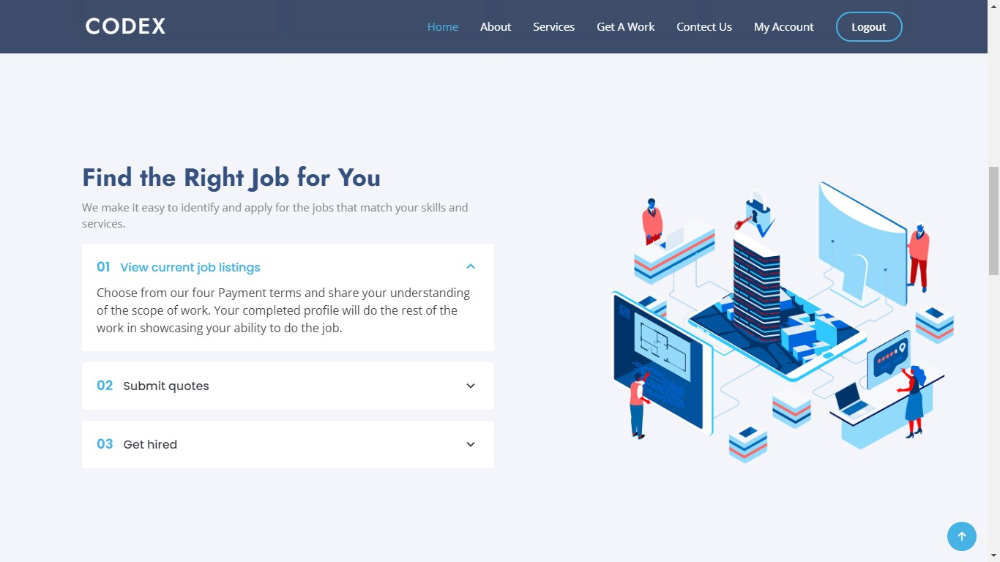 CODEX
Home About Services Get A Work Contect Us My Account Logout
Find the Right Job for You
We make it easy to identify and apply for the jobs that match your skills and
services.
01 View current job listings
Choose from our four Payment terms and share your understanding
of the scope of work. Your completed profile will do the rest of the
work in showcasing your ability to do the job.
02 Submit quotes
03 Get hired